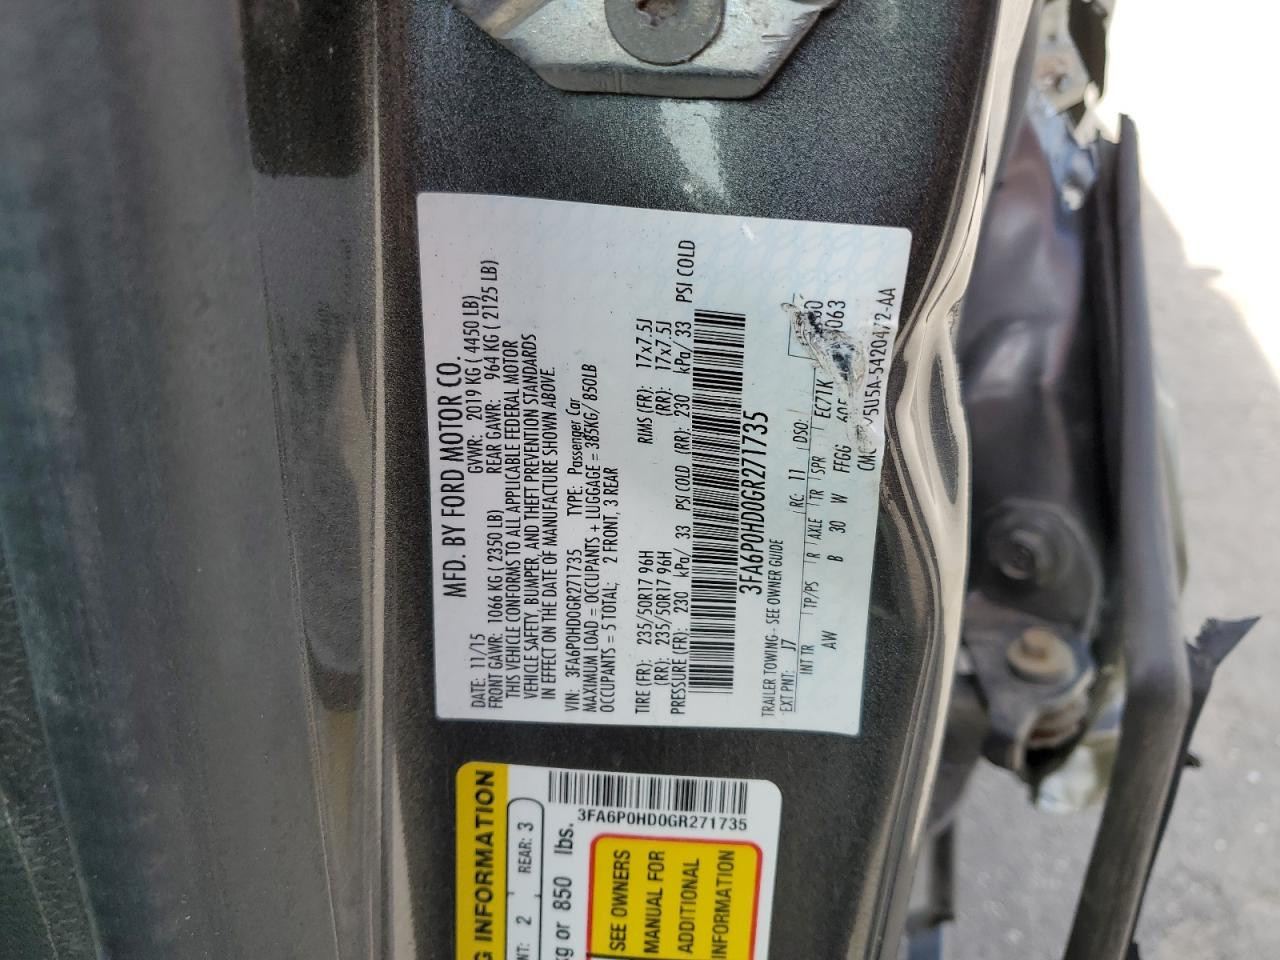 MFD. BY FORD MOTOR CO.
DATE: 11/15 GVWR: 2019 KG ( 4450 LB)
FRONT GAWR: 1066 KG ( 2350 LB) REAR GAWR: 964 KG ( 2125 LB)
THIS VEHICLE CONFORMS TO ALL APPLICABLE FEDERAL MOTOR
VEHICLE SAFETY, BUMPER, AND THEFT PREVENTION STANDARDS
IN EFFECT ON THE DATE OF MANUFACTURE SHOWN ABOVE.
VIN: 3FA6P0HD0GR271735 TYPE: Passenger Car
MAXIMUM LOAD = OCCUPANTS + LUGGAGE = 385KG/ 850LB
OCCUPANTS = 5 TOTAL; 2 FRONT, 3 REAR
TIRE (FR): 235/50R17 96H RIMS (FR): 17x7.5J
(RR): 235/50R17 96H (RR): 17x7.5J
PRESSURE (FR): 230 kPa/ 33 PSI COLD (RR): 230 kPa/ 33 PSI COLD
3FA6P0HD0GR271735
TRAILER TOWING - SEE OWNER GUIDE
EXT PNT: J7 RC: 11 DSO:
INT TR TP/PS R AXLE TR SPR EC71K
AW B 30 W FFGG 063
5U5A-5420472-AA
G INFORMATION
NT: 2 REAR: 3
kg or 850 lbs.
3FA6P0HD0GR271735
SEE OWNERS
MANUAL FOR
ADDITIONAL
INFORMATION